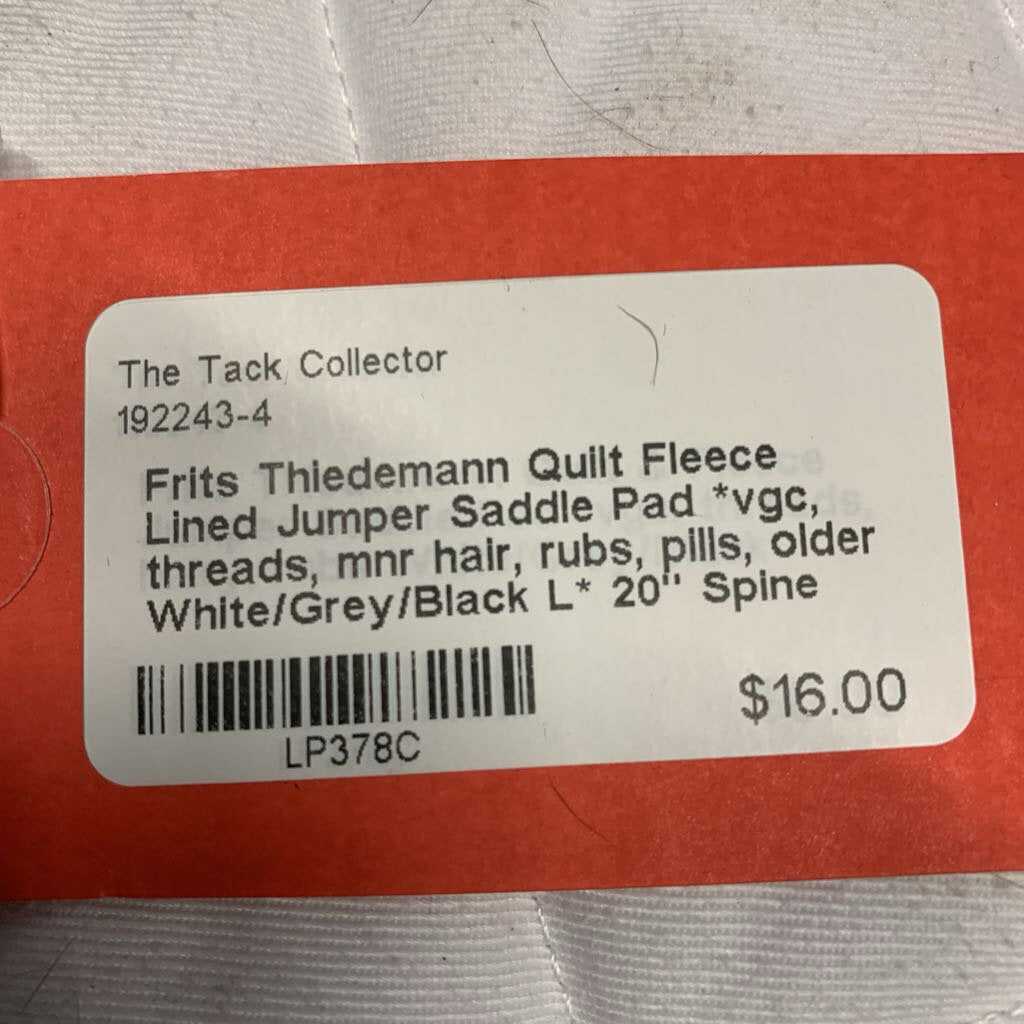 The Tack Collector
192243-4
Frits Thiedemann Quilt Fleece
Lined Jumper Saddle Pad *vgc,
threads, mnr hair, rubs, pills, older
White/Grey/Black L* 20" Spine
LP378C
$16.00